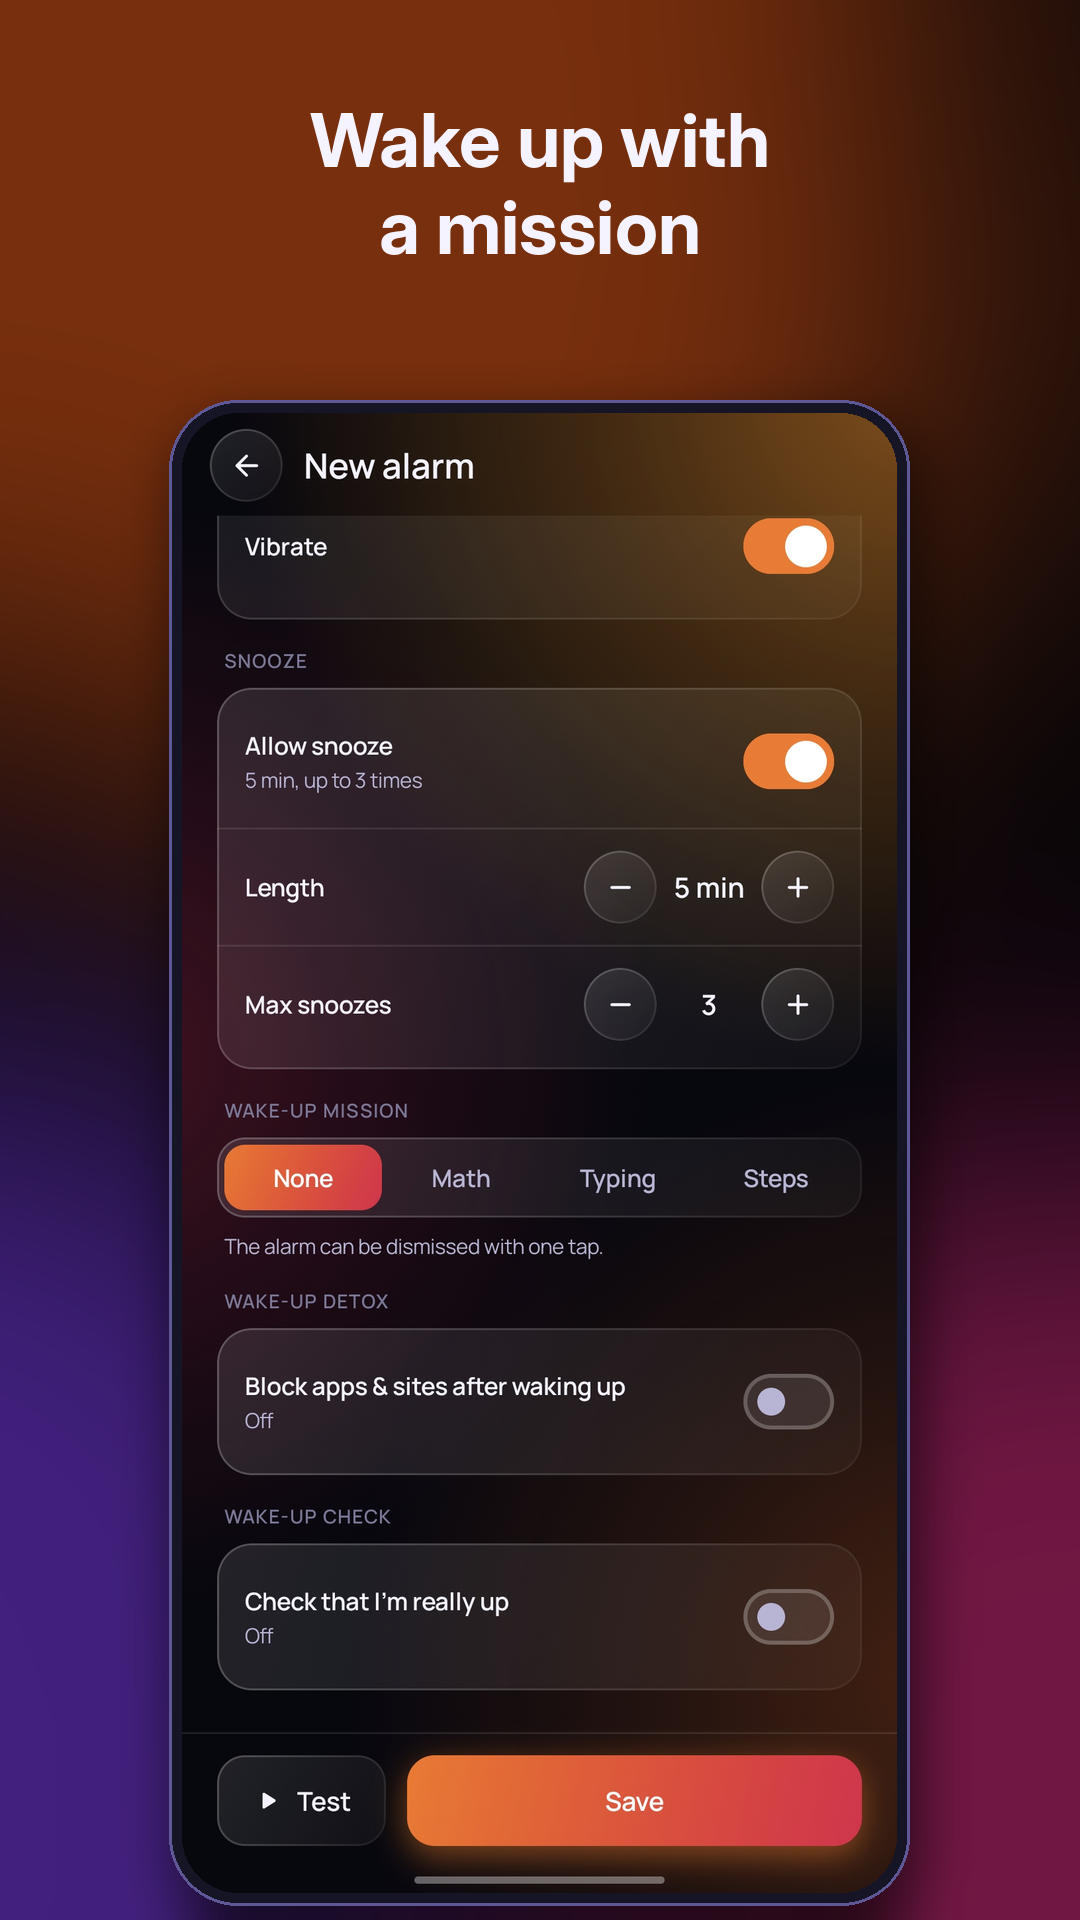 Wake up with
a mission
New alarm
Vibrate
SNOOZE
Allow snooze
5 min, up to 3 times
Length
5 min
Max snoozes
3
WAKE-UP MISSION
None
Math
Typing
Steps
The alarm can be dismissed with one tap.
WAKE-UP DETOX
Block apps & sites after waking up
Off
WAKE-UP CHECK
Check that I'm really up
Off
Test
Save